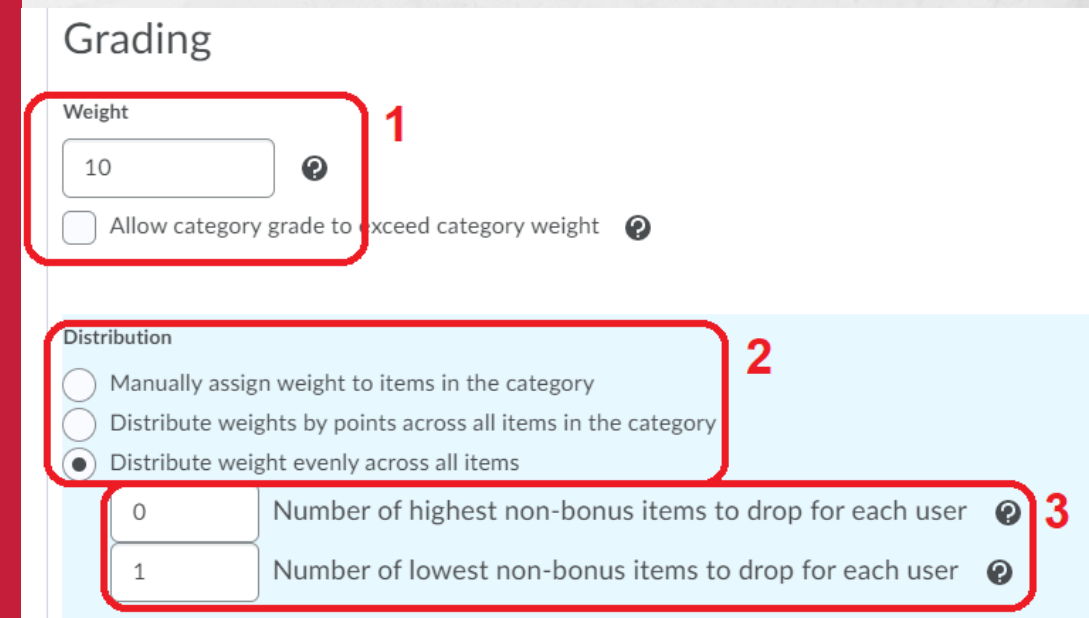 Grading
Weight
1
10
Allow category grade to exceed category weight
Distribution
2
Manually assign weight to items in the category
Distribute weights by points across all items in the category
Distribute weight evenly across all items
0 Number of highest non-bonus items to drop for each user ?
3
1 Number of lowest non-bonus items to drop for each user ?